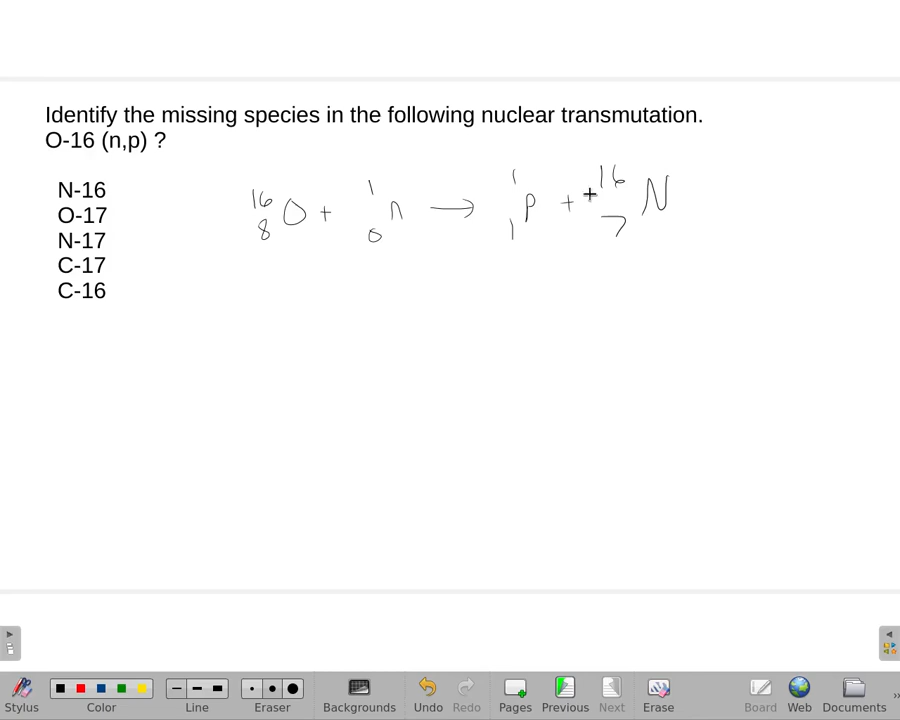 Identify the missing species in the following nuclear transmutation.
O-16 (n,p) ?
N-16
O-17
N-17
C-17
C-16
16 8 O + 1 0 n → 1 1 p + 16 7 N
Stylus Color Line Eraser Backgrounds Undo Redo Pages Previous Next Erase Board Web Documents